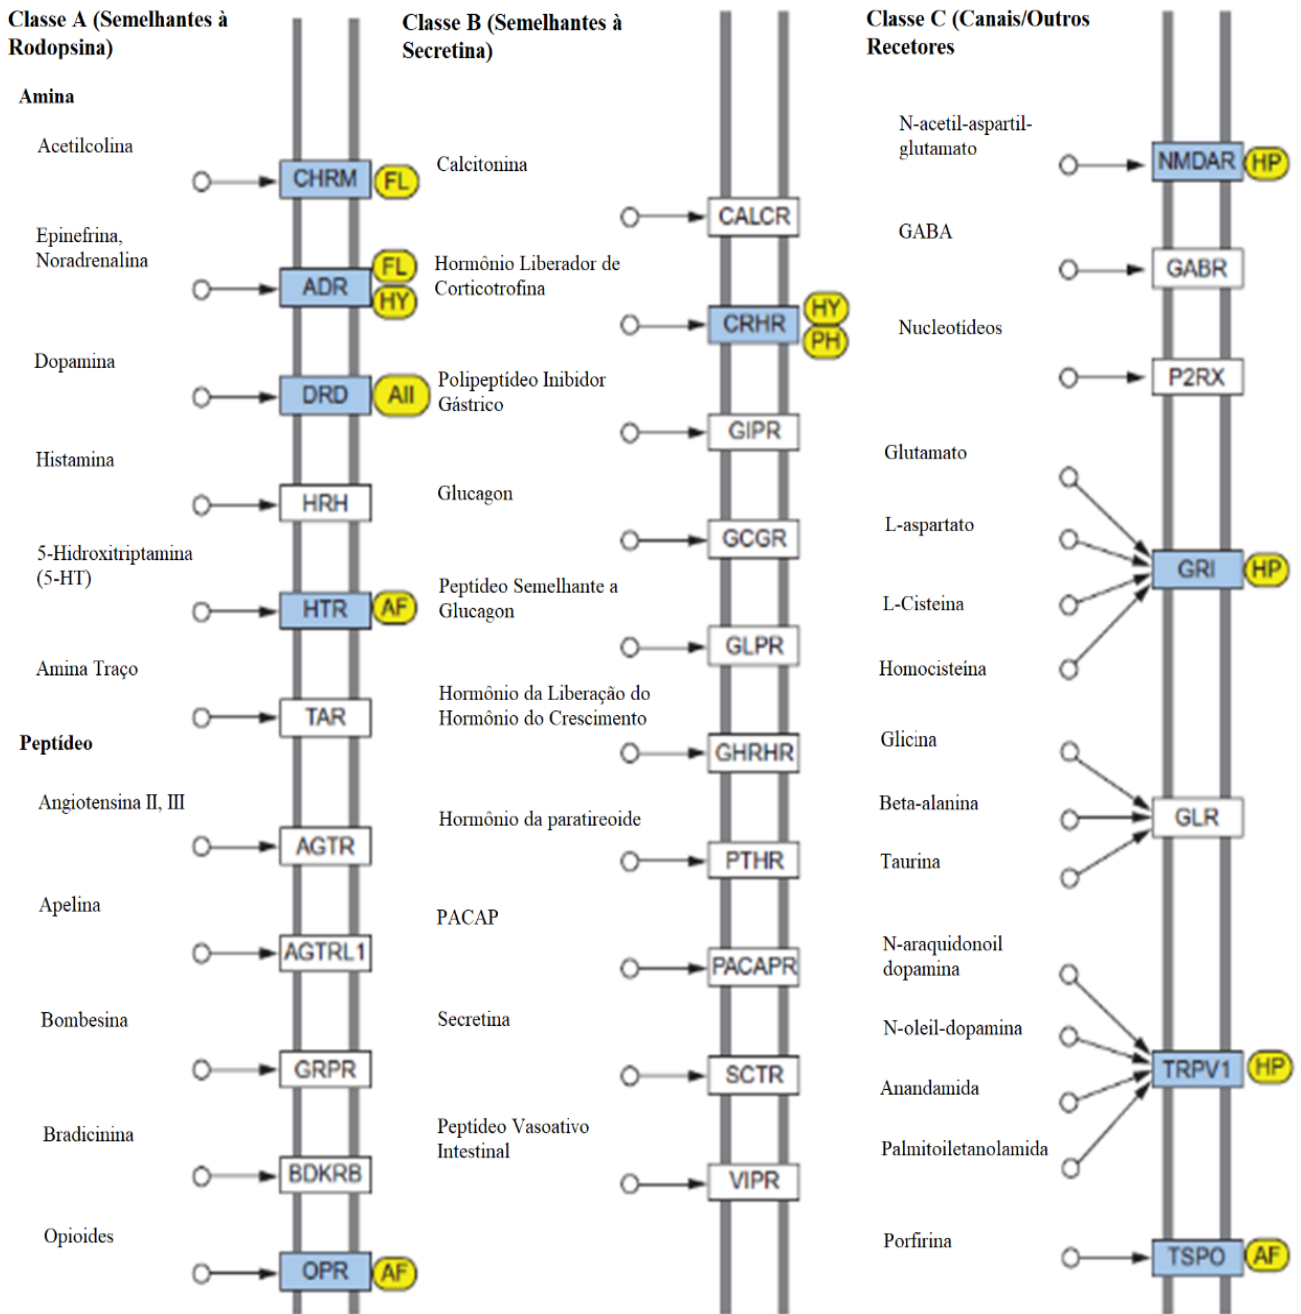 Classe A (Semelhantes à
Rodopsina)
Amina
Acetilcolina
CHRM
FL
Epinefrina,
Noradrenalina
ADR
FL
HY
Dopamina
DRD
All
Histamina
HRH
5-Hidroxitriptamina
(5-HT)
HTR
AF
Amina Traço
TAR
Peptídeo
Angiotensina II, III
AGTR
Apelina
AGTRL1
Bombesina
GRPR
Bradicinina
BDKRB
Opioides
OPR
AF
Classe B (Semelhantes à
Secretina)
Calcitonina
CALCR
Hormônio Liberador de
Corticotrofina
CRHR
HY
PH
Polipeptídeo Inibidor
Gástrico
GIPR
Glucagon
GCGR
Peptídeo Semelhante a
Glucagon
GLPR
Hormônio da Liberação do
Hormônio do Crescimento
GHRHR
Hormônio da paratireoide
PTHR
PACAP
PACAPR
Secretina
SCTR
Peptídeo Vasoativo
Intestinal
VIPR
Classe C (Canais/Outros
Recetores
N-acetil-aspartil-
glutamato
NMDAR
HP
GABA
GABR
Nucleotídeos
P2RX
Glutamato
L-aspartato
GRI
HP
L-Cisteina
Homocisteína
Glicina
Beta-alanina
GLR
Taurina
N-araquidonoil
dopamina
N-oleil-dopamina
TRPV1
HP
Anandamida
Palmitoiletanolamida
Porfirina
TSPO
AF